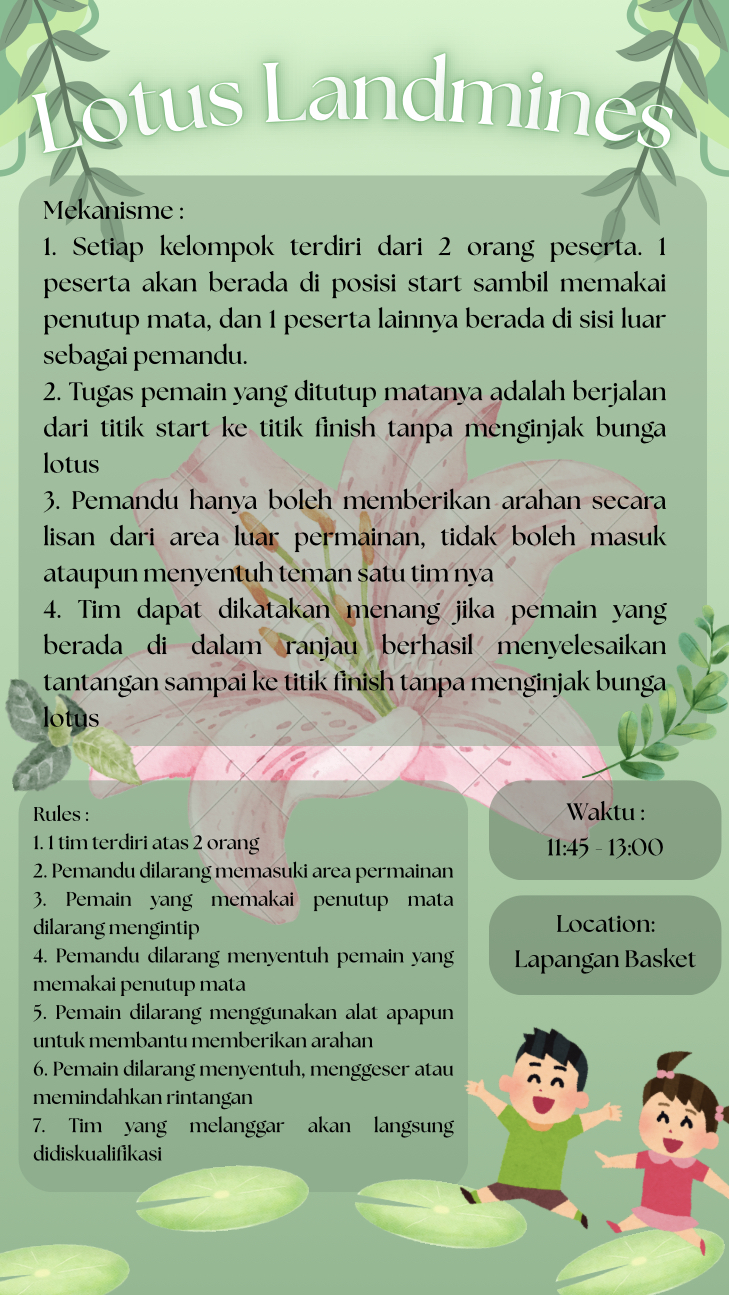 Lotus Landmines
Mekanisme :
1. Setiap kelompok terdiri dari 2 orang peserta. 1
peserta akan berada di posisi start sambil memakai
penutup mata, dan 1 peserta lainnya berada di sisi luar
sebagai pemandu.
2. Tugas pemain yang ditutup matanya adalah berjalan
dari titik start ke titik finish tanpa menginjak bunga
lotus
3. Pemandu hanya boleh memberikan arahan secara
lisan dari area luar permainan, tidak boleh masuk
ataupun menyentuh teman satu tim nya
4. Tim dapat dikatakan menang jika pemain yang
berada di dalam ranjau berhasil menyelesaikan
tantangan sampai ke titik finish tanpa menginjak bunga
lotus
Rules :
1. 1 tim terdiri atas 2 orang
2. Pemandu dilarang memasuki area permainan
3. Pemain yang memakai penutup mata
dilarang mengintip
4. Pemandu dilarang menyentuh pemain yang
memakai penutup mata
5. Pemain dilarang menggunakan alat apapun
untuk membantu memberikan arahan
6. Pemain dilarang menyentuh, menggeser atau
memindahkan rintangan
7. Tim yang melanggar akan langsung
didiskualifikasi
Waktu :
11:45 - 13:00
Location:
Lapangan Basket